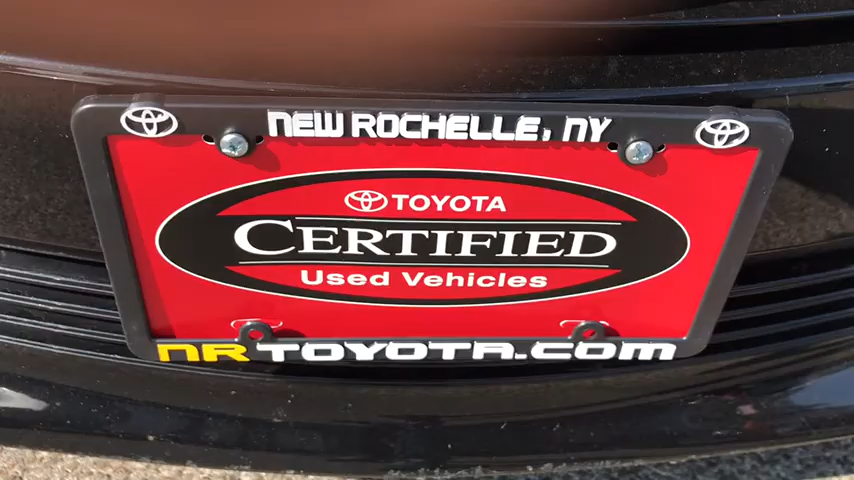 NEW ROCHELLE, NY
TOYOTA
CERTIFIED
Used Vehicles
NRTOYOTA.COM